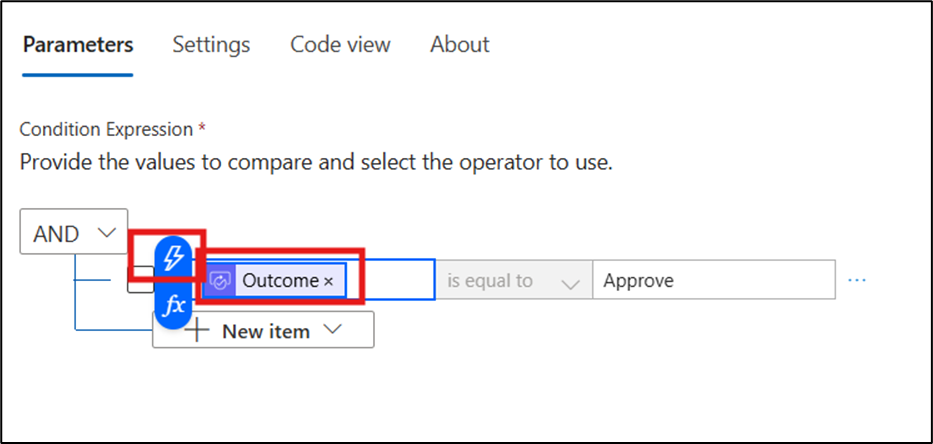 Parameters Settings Code view About
Condition Expression *
Provide the values to compare and select the operator to use.
AND
Outcome × is equal to Approve ...
fx
New item